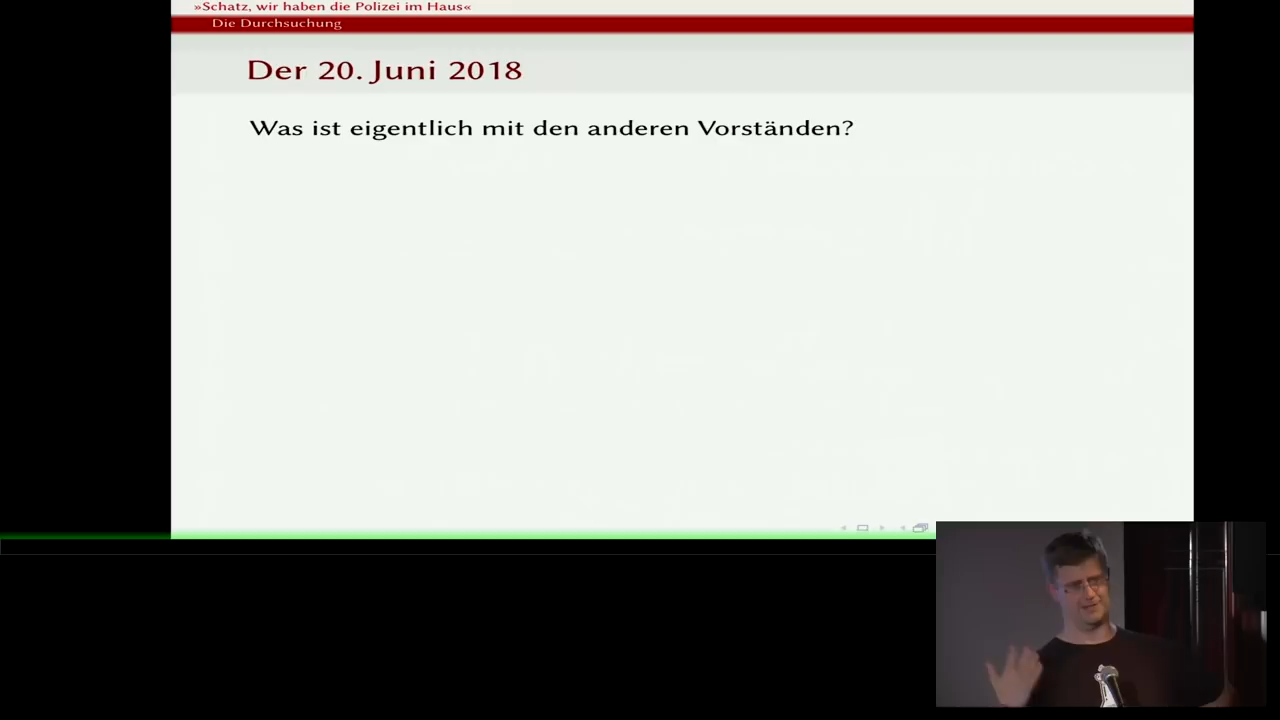 »Schatz, wir haben die Polizei im Haus«
Die Durchsuchung
Der 20. Juni 2018
Was ist eigentlich mit den anderen Vorständen?